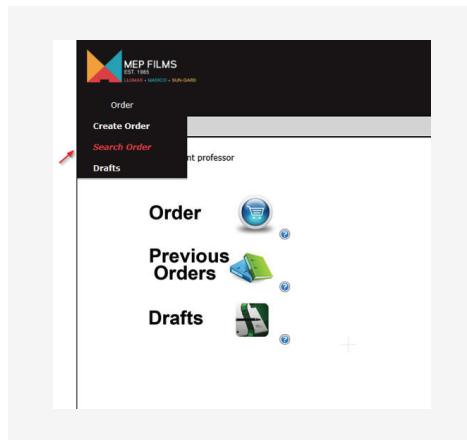 MEP FILMS
EST. 1985
LLUMAR • MADICO • SUN-GARD
Order
Create Order
Search Order
Drafts
nt professor
Order
Previous
Orders
Drafts